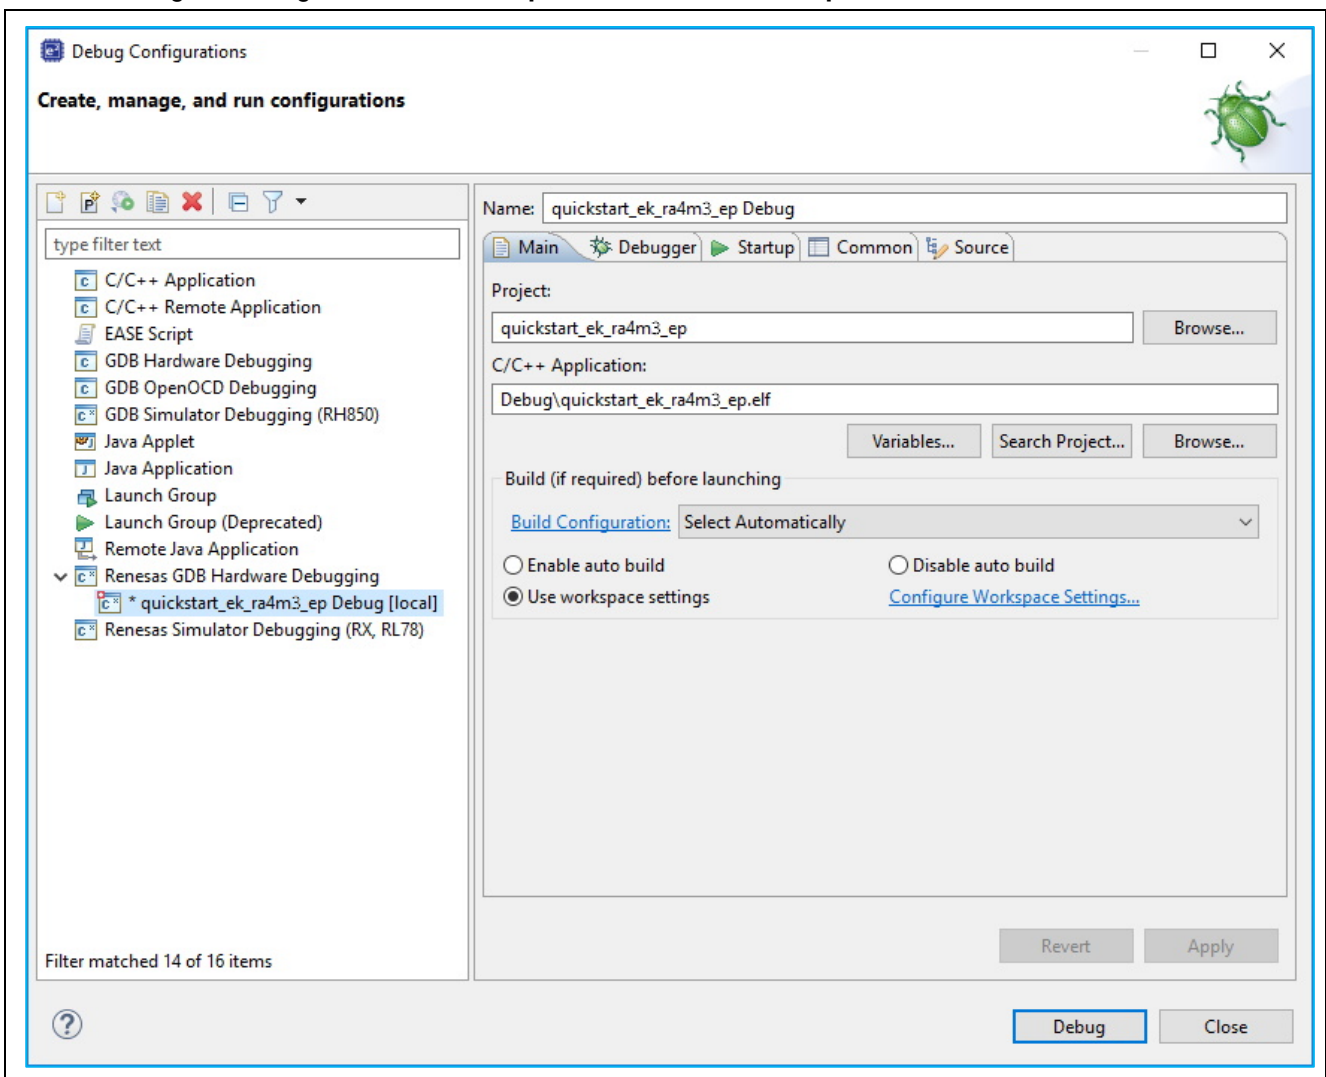 Debug Configurations
Create, manage, and run configurations
type filter text
C/C++ Application
C/C++ Remote Application
EASE Script
GDB Hardware Debugging
GDB OpenOCD Debugging
GDB Simulator Debugging (RH850)
Java Applet
Java Application
Launch Group
Launch Group (Deprecated)
Remote Java Application
Renesas GDB Hardware Debugging
* quickstart_ek_ra4m3_ep Debug [local]
Renesas Simulator Debugging (RX, RL78)
Filter matched 14 of 16 items
Name: quickstart_ek_ra4m3_ep Debug
Main Debugger Startup Common Source
Project:
quickstart_ek_ra4m3_ep Browse...
C/C++ Application:
Debug\quickstart_ek_ra4m3_ep.elf
Variables... Search Project... Browse...
Build (if required) before launching
Build Configuration: Select Automatically
Enable auto build Disable auto build
Use workspace settings Configure Workspace Settings...
Revert Apply
Debug Close